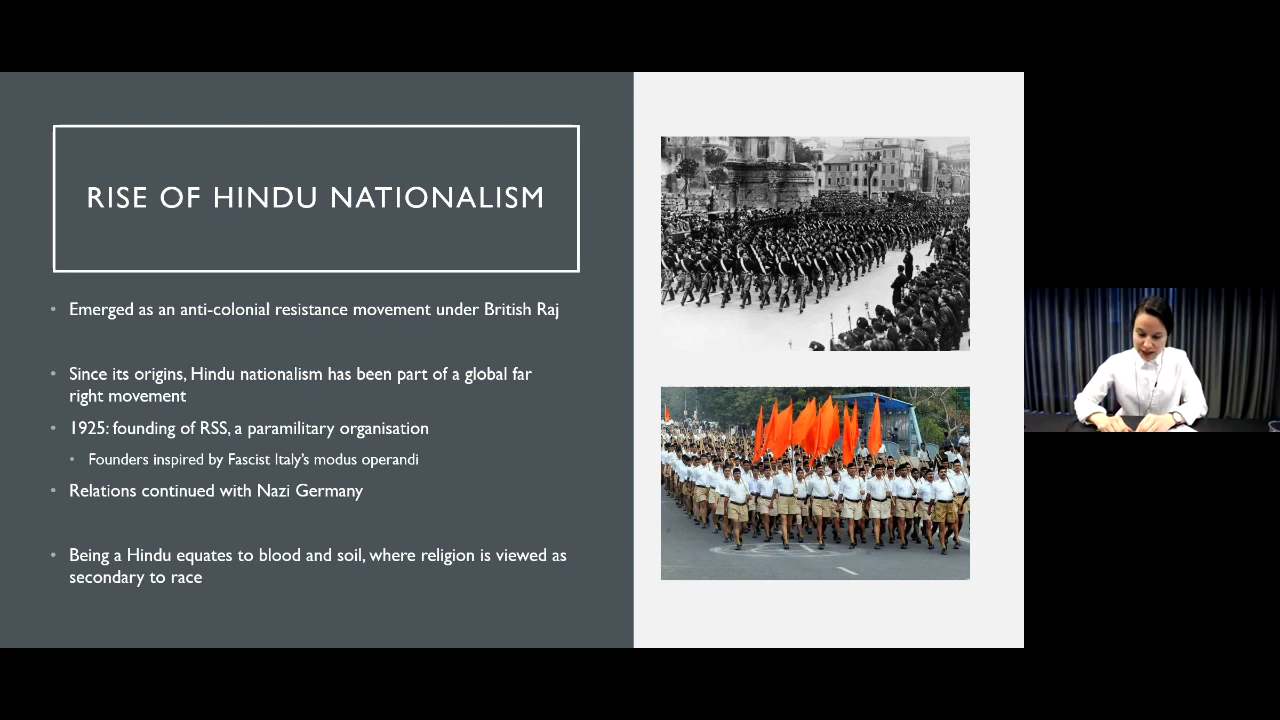 RISE OF HINDU NATIONALISM
• Emerged as an anti-colonial resistance movement under British Raj
• Since its origins, Hindu nationalism has been part of a global far
right movement
• 1925: founding of RSS, a paramilitary organisation
• Founders inspired by Fascist Italy's modus operandi
• Relations continued with Nazi Germany
• Being a Hindu equates to blood and soil, where religion is viewed as
secondary to race